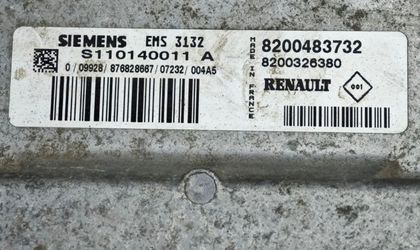 SIEMENS EMS 3132
S110140011 A
0 / 09928/ 876828667/ 07232/ 004A5
MADE IN FRANCE
8200483732
8200326380
RENAULT
001